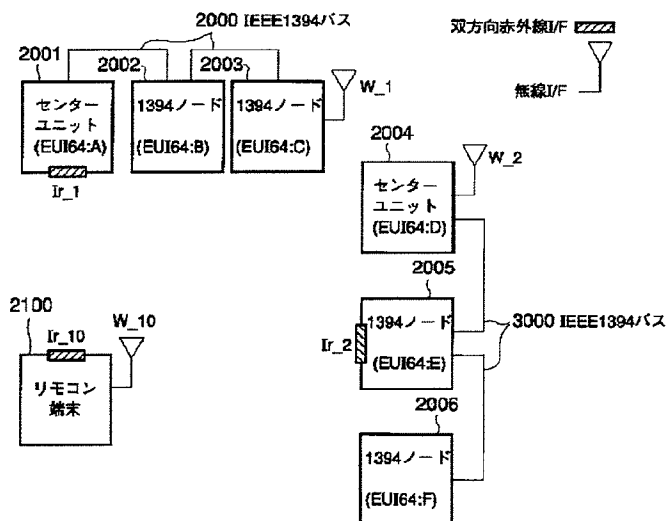 2000 IEEE1394バス
双方向赤外線I/F
無線I/F
2001
センター
ユニット
(EUI64:A)
Ir_1
2002
1394ノード
(EUI64:B)
2003
1394ノード
(EUI64:C)
W_1
2004
センター
ユニット
(EUI64:D)
W_2
2005
1394ノード
(EUI64:E)
Ir_2
3000 IEEE1394バス
2006
1394ノード
(EUI64:F)
2100
Ir_10
W_10
リモコン
端末